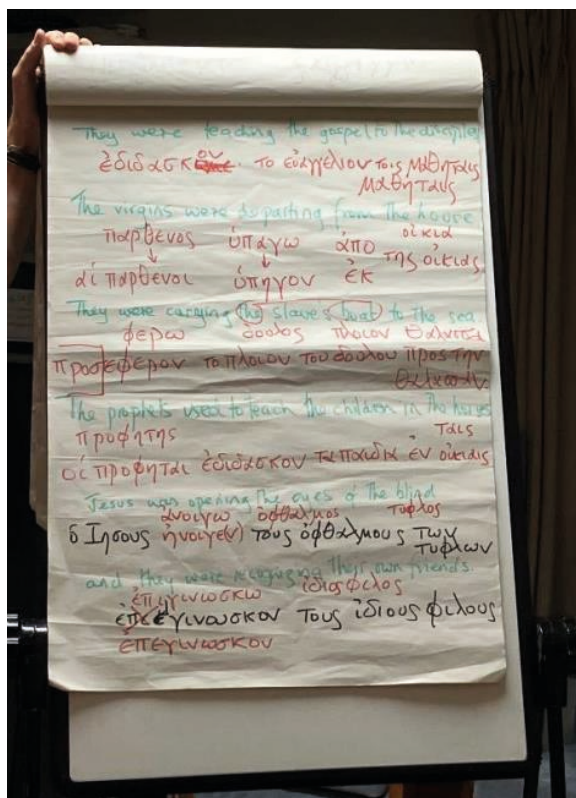 They were teaching the gospel to the disciples
ἐδιδασκον το εὐαγγελιον τοις μαθηταις
μαθηταις
The virgins were departing from the house
παρθενος ὑπαγω ἀπο οἰκια
αἱ παρθενοι ὑπηγον ἐκ της οἰκιας
They were carrying the slave's boat to the sea
φερω δουλος πλοιον θαλασσα
προσεφερον το πλοιον του δουλου προς την
θαλασσαν
The prophets used to teach the children in the houses
προφητης ταις
οἱ προφηται ἐδιδασκον τα παιδια ἐν οἰκιαις
Jesus was opening the eyes of the blind
ἀνοιγω ὀφθαλμος τυφλος
ὁ Ιησους ἠνοιγε(ν) τους ὀφθαλμους των
τυφλων
and they were recognising their own friends.
ἐπιγινωσκω ἰδιος φιλος
ἐγινωσκον τους ἰδιους φιλους
ἐπεγινωσκον